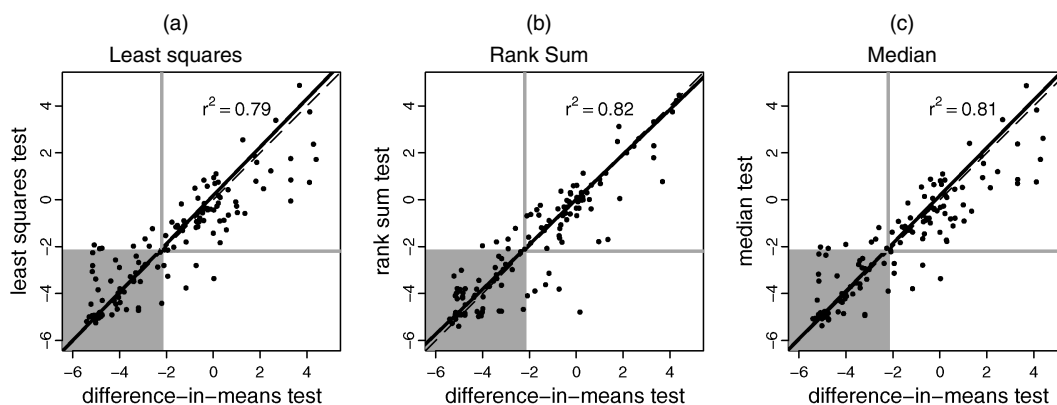 (a)
Least squares
r² = 0.79
4
2
0
−2
−4
−6
least squares test
−6 −4 −2 0 2 4
difference−in−means test
(b)
Rank Sum
r² = 0.82
4
2
0
−2
−4
−6
rank sum test
−6 −4 −2 0 2 4
difference−in−means test
(c)
Median
r² = 0.81
4
2
0
−2
−4
−6
median test
−6 −4 −2 0 2 4
difference−in−means test